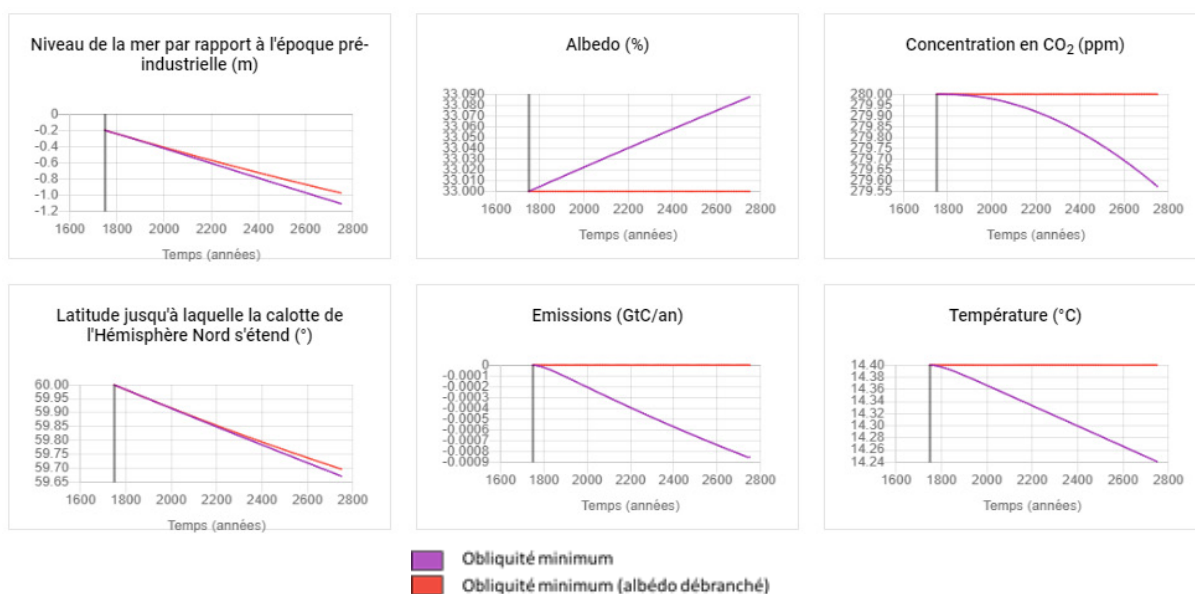 Niveau de la mer par rapport à l'époque pré-
industrielle (m)
0
-0.2
-0.4
-0.6
-0.8
-1.0
-1.2
1600 1800 2000 2200 2400 2600 2800
Temps (années)
Albedo (%)
33.090
33.080
33.070
33.060
33.050
33.040
33.030
33.020
33.010
33.000
1600 1800 2000 2200 2400 2600 2800
Temps (années)
Concentration en CO2 (ppm)
280.00
279.95
279.90
279.85
279.80
279.75
279.70
279.65
279.60
279.55
1600 1800 2000 2200 2400 2600 2800
Temps (années)
Latitude jusqu'à laquelle la calotte de
l'Hémisphère Nord s'étend (°)
60.00
59.95
59.90
59.85
59.80
59.75
59.70
59.65
1600 1800 2000 2200 2400 2600 2800
Temps (années)
Emissions (GtC/an)
0
-0.0001
-0.0002
-0.0003
-0.0004
-0.0005
-0.0006
-0.0007
-0.0008
-0.0009
1600 1800 2000 2200 2400 2600 2800
Temps (années)
Température (°C)
14.40
14.38
14.36
14.34
14.32
14.30
14.28
14.26
14.24
1600 1800 2000 2200 2400 2600 2800
Temps (années)
Obliquité minimum
Obliquité minimum (albédo débranché)